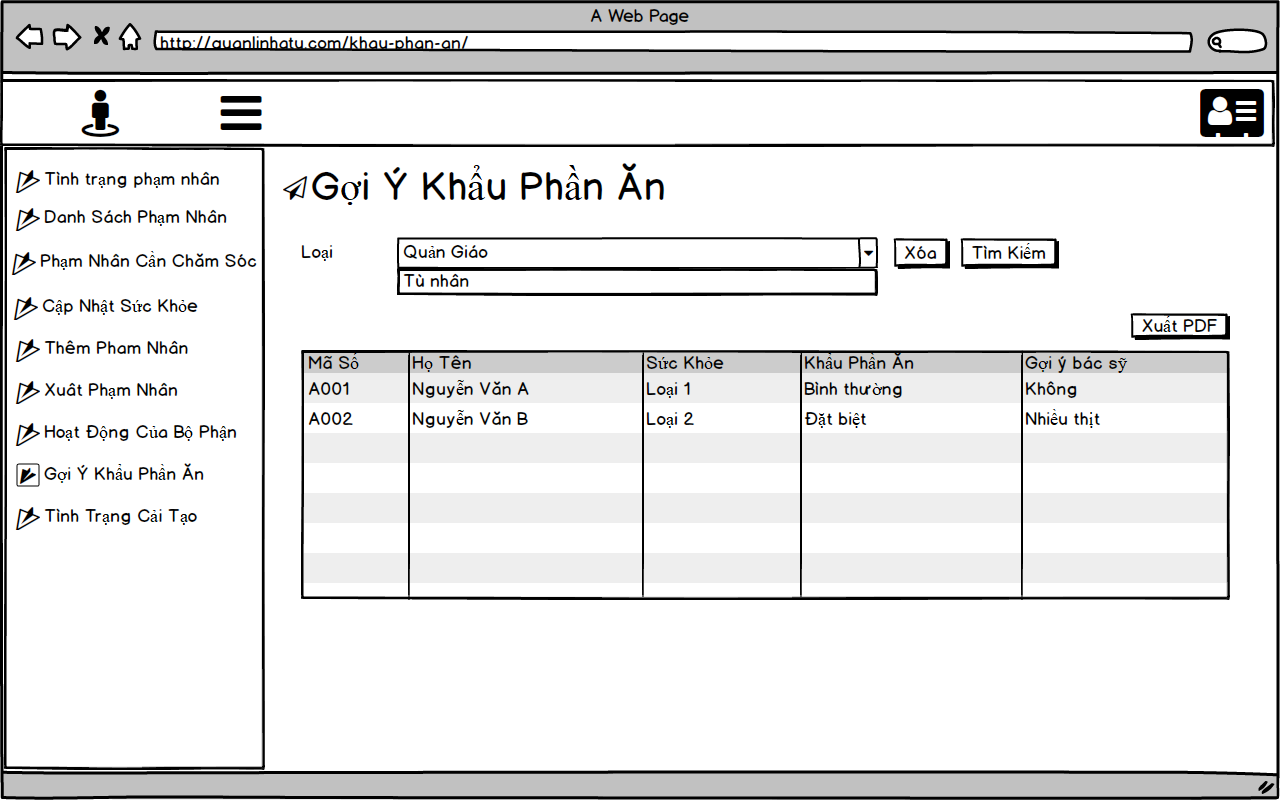 A Web Page
http://quanlinhatu.com/khau-phan-an/
Tình trạng phạm nhân
Danh Sách Phạm Nhân
Phạm Nhân Cần Chăm Sóc
Cập Nhật Sức Khỏe
Thêm Pham Nhân
Xuât Phạm Nhân
Hoạt Động Của Bộ Phận
Gợi Ý Khẩu Phần Ăn
Tình Trạng Cải Tạo
Gợi Ý Khẩu Phần Ăn
Loại Quản Giáo Xóa Tìm Kiếm
Tù nhân
Xuất PDF
Mã Số Họ Tên Sức Khỏe Khẩu Phần Ăn Gợi ý bác sỹ
A001 Nguyễn Văn A Loại 1 Bình thường Không
A002 Nguyễn Văn B Loại 2 Đặt biệt Nhiều thịt